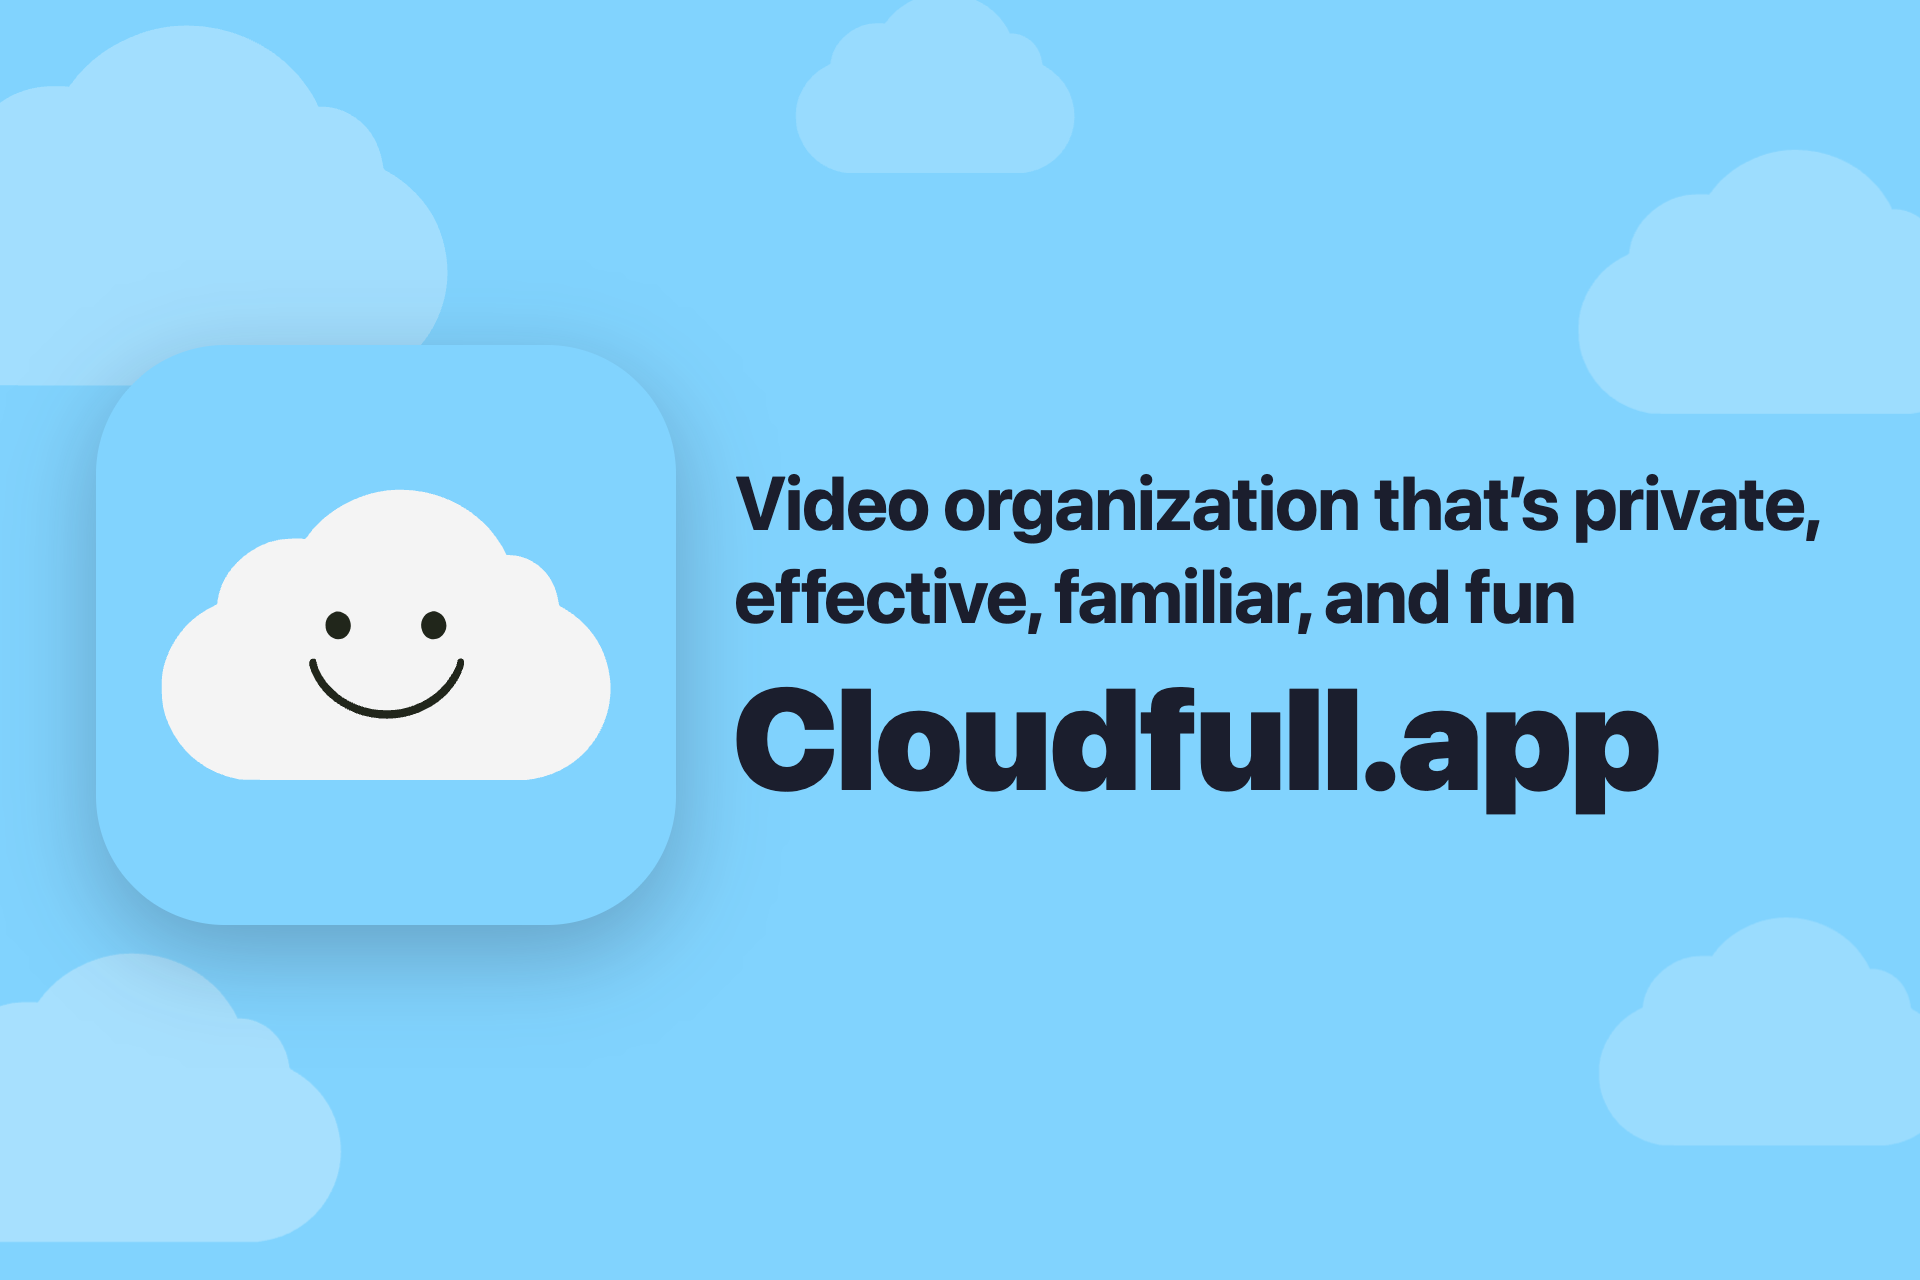 Video organization that’s private,
effective, familiar, and fun
Cloudfull.app